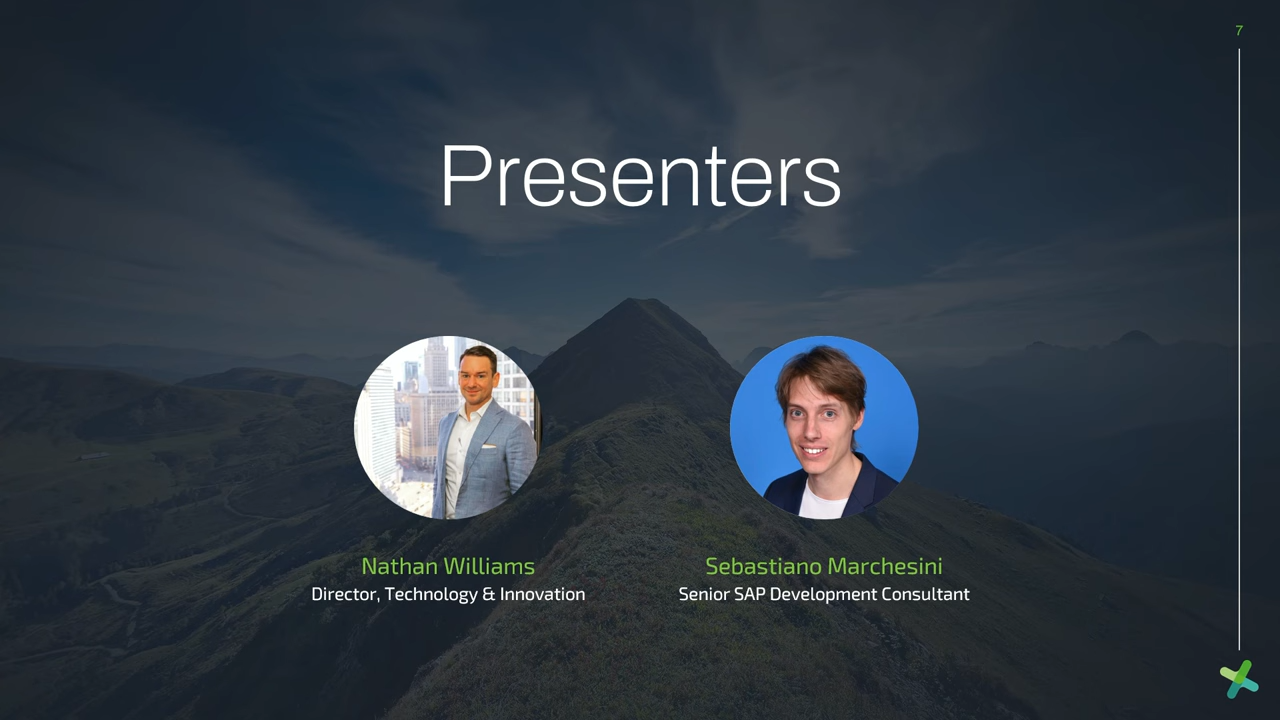 7
Presenters
Nathan Williams
Director, Technology & Innovation
Sebastiano Marchesini
Senior SAP Development Consultant